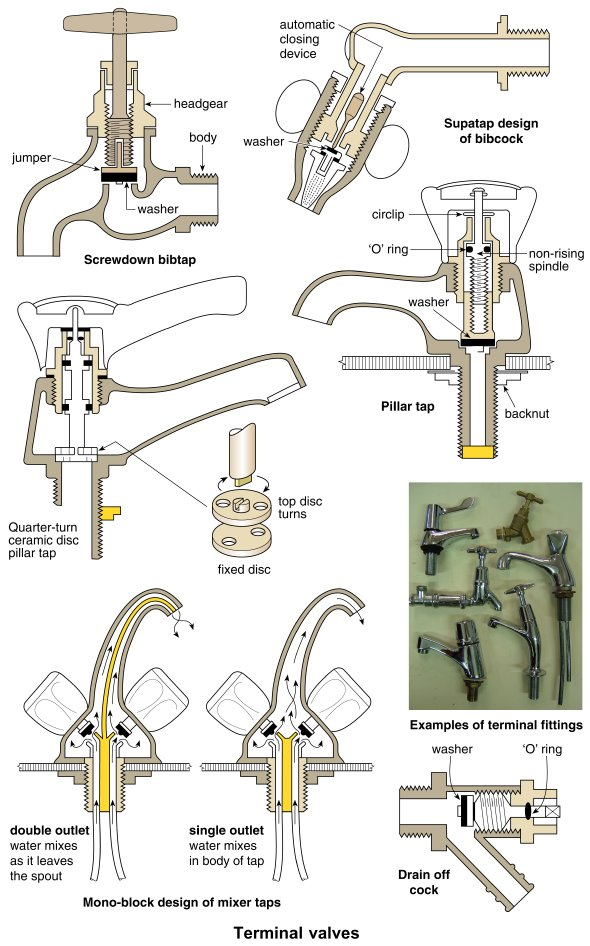 automatic
closing
device
headgear
body
jumper
washer
washer
Supatap design
of bibcock
Screwdown bibtap
circlip
‘O’ ring
non-rising
spindle
washer
Pillar tap
backnut
Quarter-turn
ceramic disc
pillar tap
top disc
turns
fixed disc
Examples of terminal fittings
double outlet
water mixes
as it leaves
the spout
single outlet
water mixes
in body of tap
Mono-block design of mixer taps
washer
‘O’ ring
Drain off
cock
Terminal valves